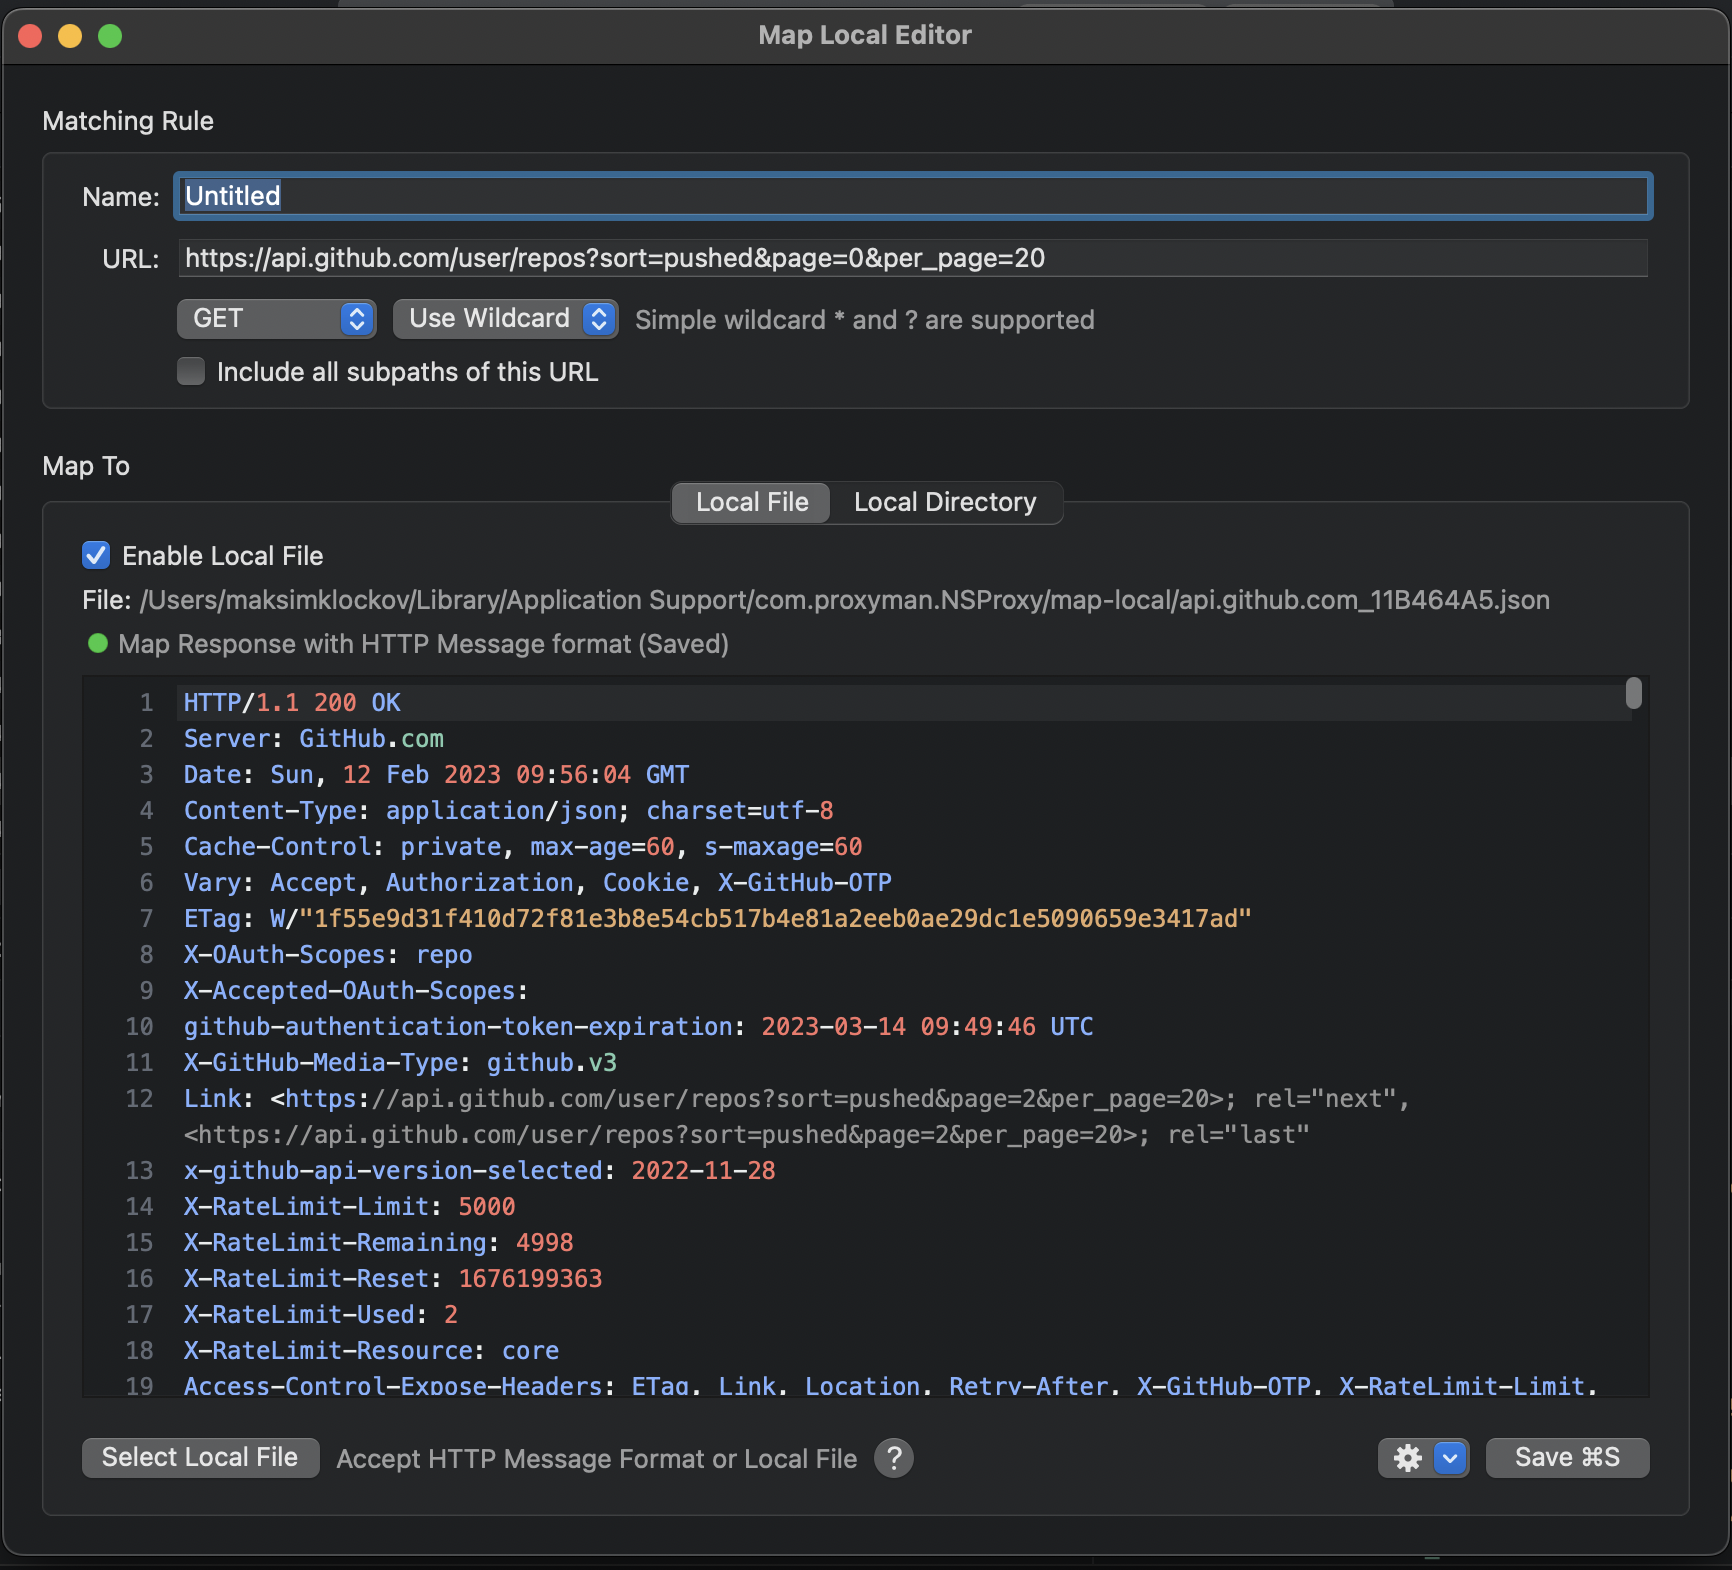 Map Local Editor
Matching Rule
Name: Untitled
URL: https://api.github.com/user/repos?sort=pushed&page=0&per_page=20
GET Use Wildcard Simple wildcard * and ? are supported
Include all subpaths of this URL
Map To
Local File Local Directory
Enable Local File
File: /Users/maksimklockov/Library/Application Support/com.proxyman.NSProxy/map-local/api.github.com_11B464A5.json
Map Response with HTTP Message format (Saved)
1 HTTP/1.1 200 OK
2 Server: GitHub.com
3 Date: Sun, 12 Feb 2023 09:56:04 GMT
4 Content-Type: application/json; charset=utf-8
5 Cache-Control: private, max-age=60, s-maxage=60
6 Vary: Accept, Authorization, Cookie, X-GitHub-OTP
7 ETag: W/"1f55e9d31f410d72f81e3b8e54cb517b4e81a2eeb0ae29dc1e5090659e3417ad"
8 X-OAuth-Scopes: repo
9 X-Accepted-OAuth-Scopes:
10 github-authentication-token-expiration: 2023-03-14 09:49:46 UTC
11 X-GitHub-Media-Type: github.v3
12 Link: <https://api.github.com/user/repos?sort=pushed&page=2&per_page=20>; rel="next",
<https://api.github.com/user/repos?sort=pushed&page=2&per_page=20>; rel="last"
13 x-github-api-version-selected: 2022-11-28
14 X-RateLimit-Limit: 5000
15 X-RateLimit-Remaining: 4998
16 X-RateLimit-Reset: 1676199363
17 X-RateLimit-Used: 2
18 X-RateLimit-Resource: core
19 Access-Control-Expose-Headers: ETag, Link, Location, Retry-After, X-GitHub-OTP, X-RateLimit-Limit,
Select Local File Accept HTTP Message Format or Local File ? Save ⌘S